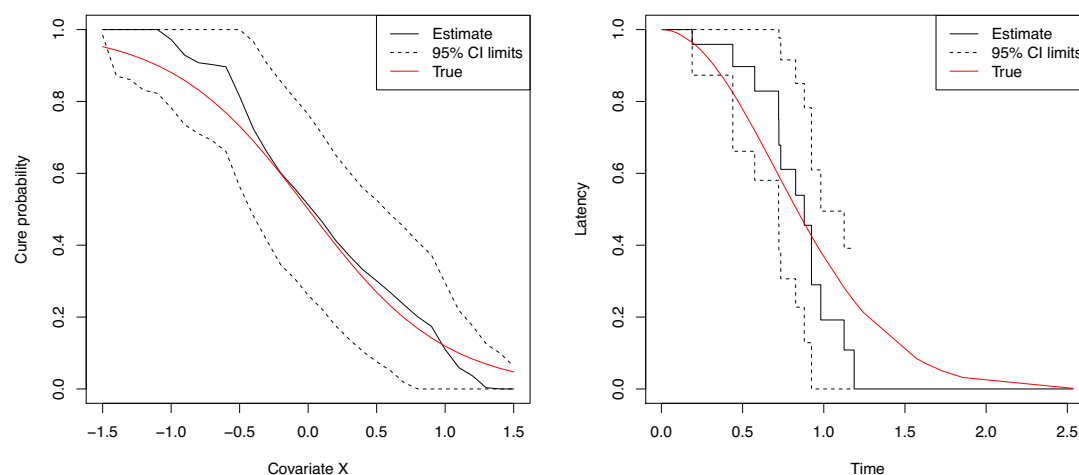 Cure probability
1.0
0.8
0.6
0.4
0.2
0.0
Estimate
95% CI limits
True
−1.5 −1.0 −0.5 0.0 0.5 1.0 1.5
Covariate X
Latency
1.0
0.8
0.6
0.4
0.2
0.0
Estimate
95% CI limits
True
0.0 0.5 1.0 1.5 2.0 2.5
Time